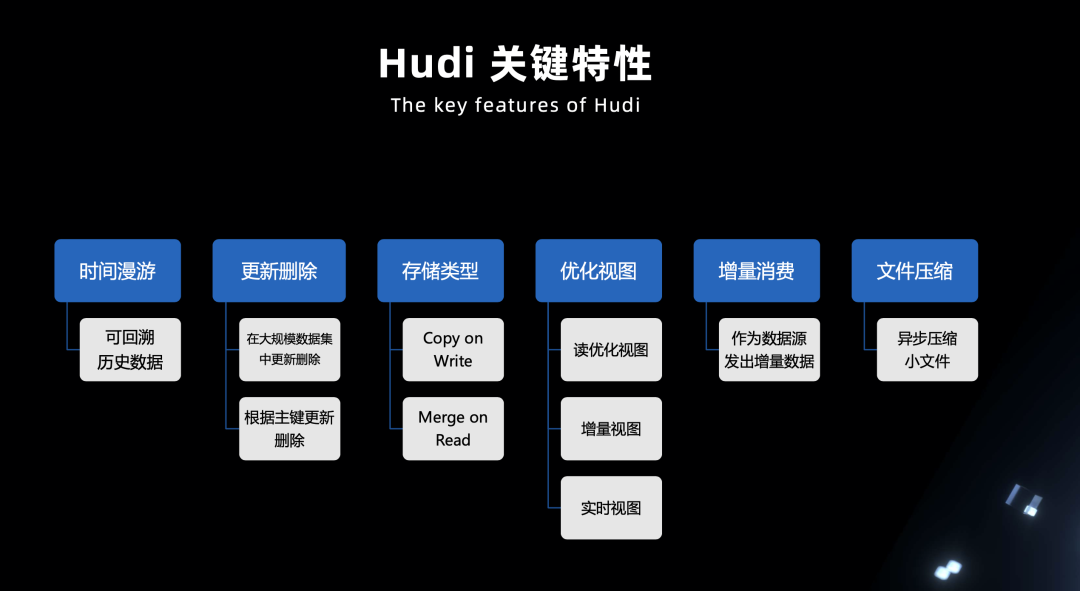 Hudi 关键特性
The key features of Hudi
时间漫游
可回溯
历史数据
更新删除
在大规模数据集
中更新删除
根据主键更新
删除
存储类型
Copy on
Write
Merge on
Read
优化视图
读优化视图
增量视图
实时视图
增量消费
作为数据源
发出增量数据
文件压缩
异步压缩
小文件